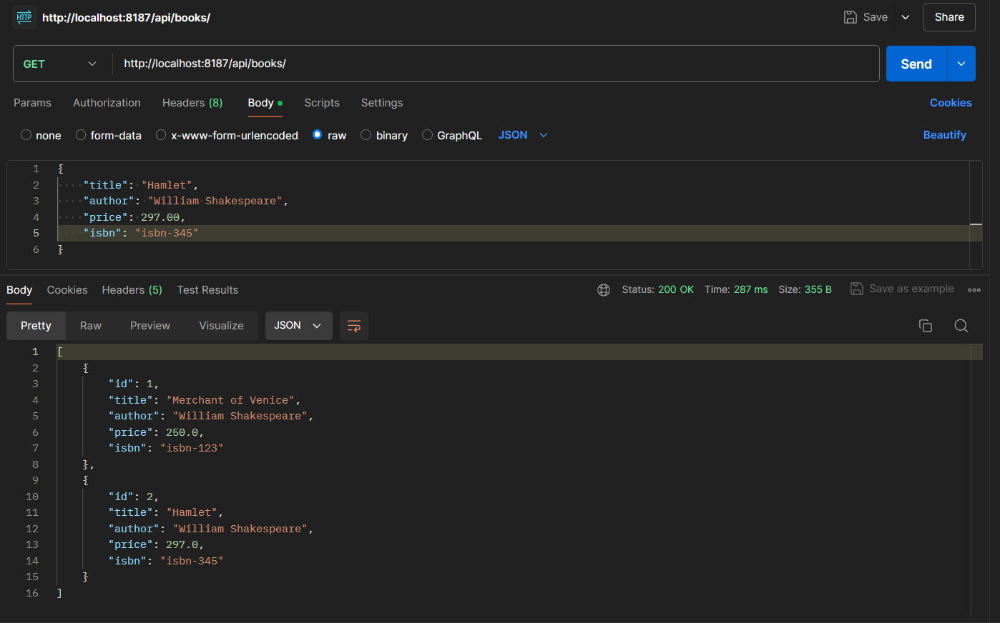 HTTP http://localhost:8187/api/books/ Save Share
GET http://localhost:8187/api/books/ Send
Params Authorization Headers (8) Body Scripts Settings Cookies
none form-data x-www-form-urlencoded raw binary GraphQL JSON Beautify
1 {
2 "title": "Hamlet",
3 "author": "William Shakespeare",
4 "price": 297.00,
5 "isbn": "isbn-345"
6 }
Body Cookies Headers (5) Test Results Status: 200 OK Time: 287 ms Size: 355 B Save as example
Pretty Raw Preview Visualize JSON
1 [
2 {
3 "id": 1,
4 "title": "Merchant of Venice",
5 "author": "William Shakespeare",
6 "price": 250.0,
7 "isbn": "isbn-123"
8 },
9 {
10 "id": 2,
11 "title": "Hamlet",
12 "author": "William Shakespeare",
13 "price": 297.0,
14 "isbn": "isbn-345"
15 }
16 ]